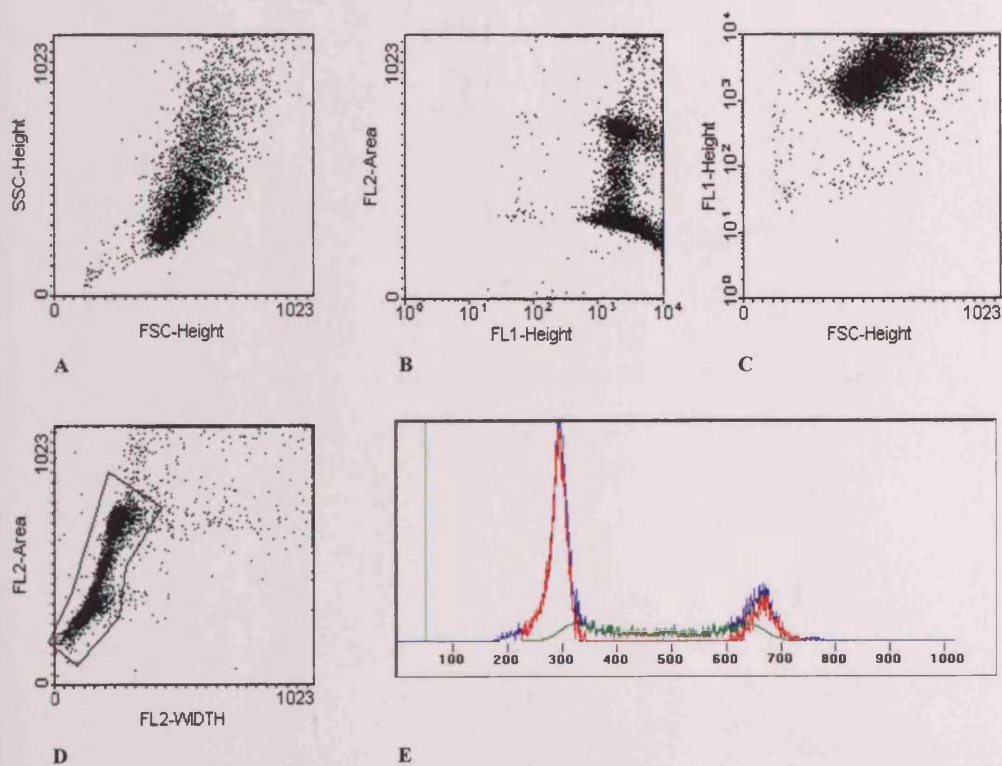 1023
SSC-Height
0
0
1023
FSC-Height
A
1023
FL2-Area
0
10⁰
10¹
10²
10³
10⁴
FL1-Height
B
10⁴
10³
10²
10¹
10⁰
FL1-Height
0
1023
FSC-Height
C
1023
FL2-Area
0
0
1023
FL2-WIDTH
D
100 200 300 400 500 600 700 800 900 1000
E